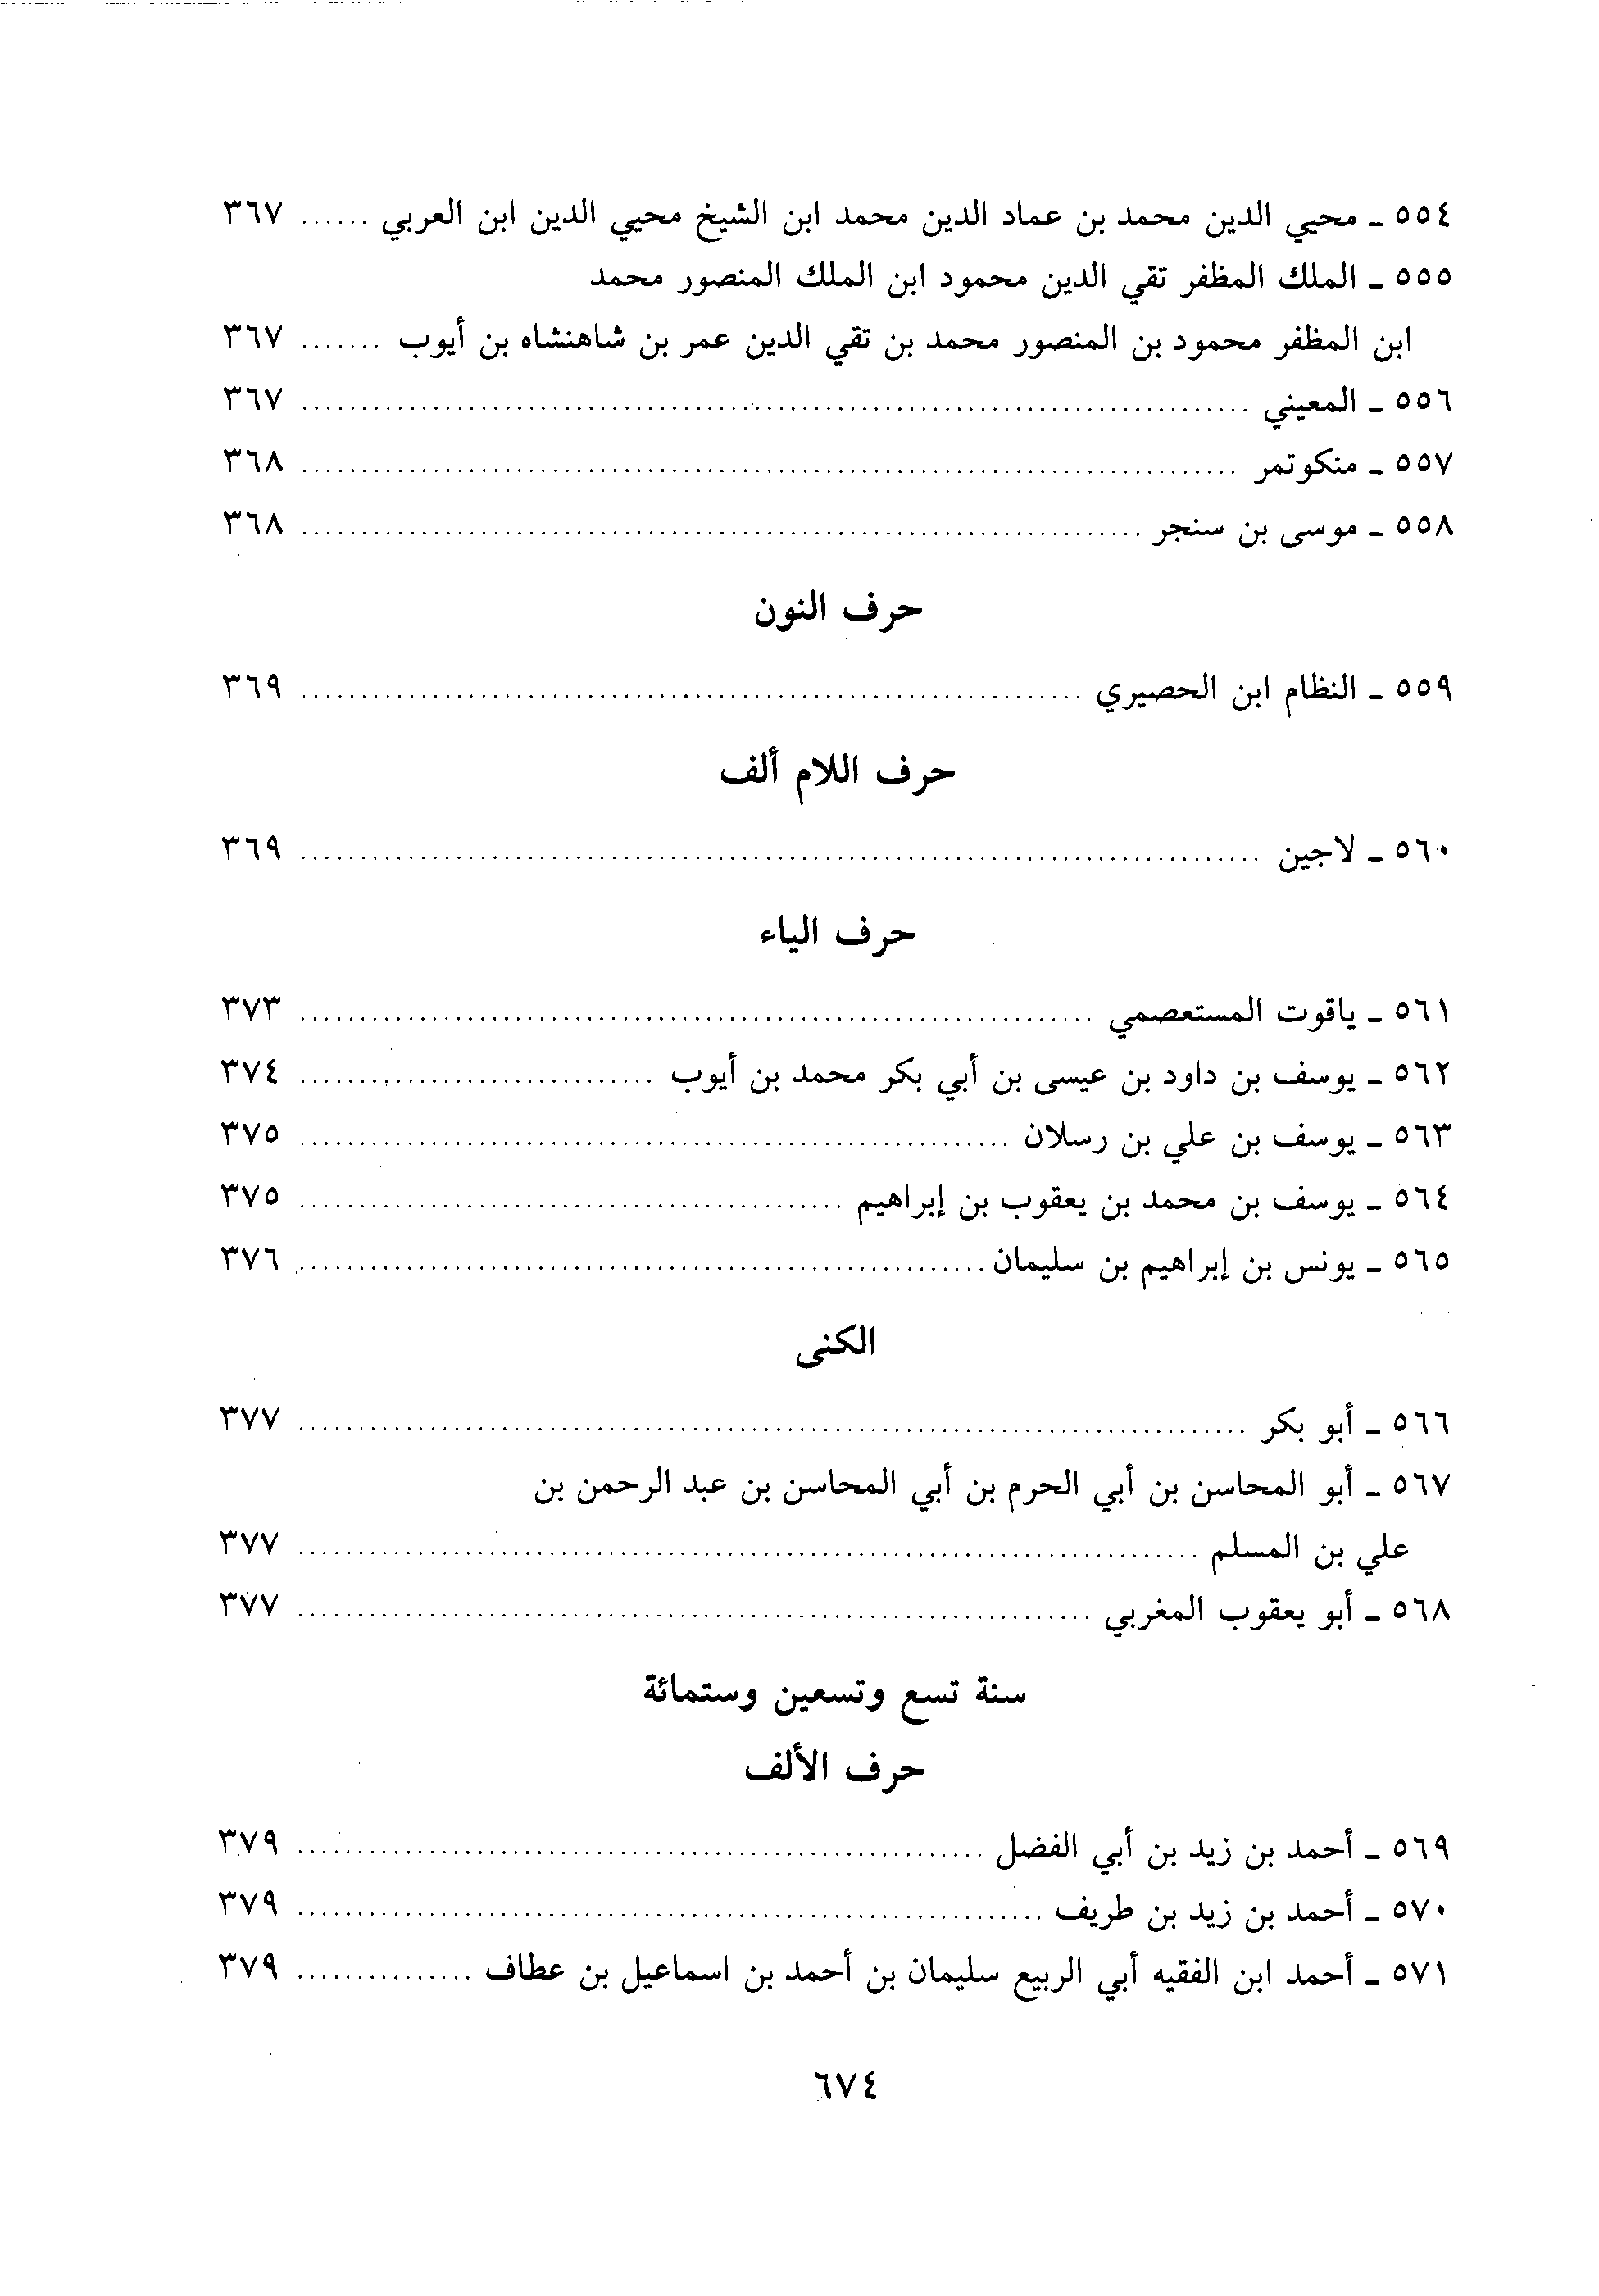 ٥٥٤ ـ محيي الدين محمد بن عماد الدين محمد ابن الشيخ محيي الدين ابن العربي ...... ٣٦٧
٥٥٥ ـ الملك المظفر تقي الدين محمود ابن الملك المنصور محمد
ابن المظفر محمود بن المنصور محمد بن تقي الدين عمر بن شاهنشاه بن أيوب ....... ٣٦٧
٥٥٦ ـ المعيني ....... ٣٦٧
٥٥٧ ـ منكوتمر ....... ٣٦٨
٥٥٨ ـ موسى بن سنجر ....... ٣٦٨
حرف النون
٥٥٩ ـ النظام ابن الحصيري ....... ٣٦٩
حرف اللام ألف
٥٦٠ ـ لاجين ....... ٣٦٩
حرف الياء
٥٦١ ـ ياقوت المستعصمي ....... ٣٧٣
٥٦٢ ـ يوسف بن داود بن عيسى بن أبي بكر محمد بن أيوب ....... ٣٧٤
٥٦٣ ـ يوسف بن علي بن رسلان ....... ٣٧٥
٥٦٤ ـ يوسف بن محمد بن يعقوب بن إبراهيم ....... ٣٧٥
٥٦٥ ـ يونس بن إبراهيم بن سليمان ....... ٣٧٦
الكنى
٥٦٦ ـ أبو بكر ....... ٣٧٧
٥٦٧ ـ أبو المحاسن بن أبي الحرم بن أبي المحاسن بن عبد الرحمن بن
علي بن المسلم ....... ٣٧٧
٥٦٨ ـ أبو يعقوب المغربي ....... ٣٧٧
سنة تسع وتسعين وستمائة
حرف الألف
٥٦٩ ـ أحمد بن زيد بن أبي الفضل ....... ٣٧٩
٥٧٠ ـ أحمد بن زيد بن طريف ....... ٣٧٩
٥٧١ ـ أحمد ابن الفقيه أبي الربيع سليمان بن أحمد بن اسماعيل بن عطاف ....... ٣٧٩
٦٧٤